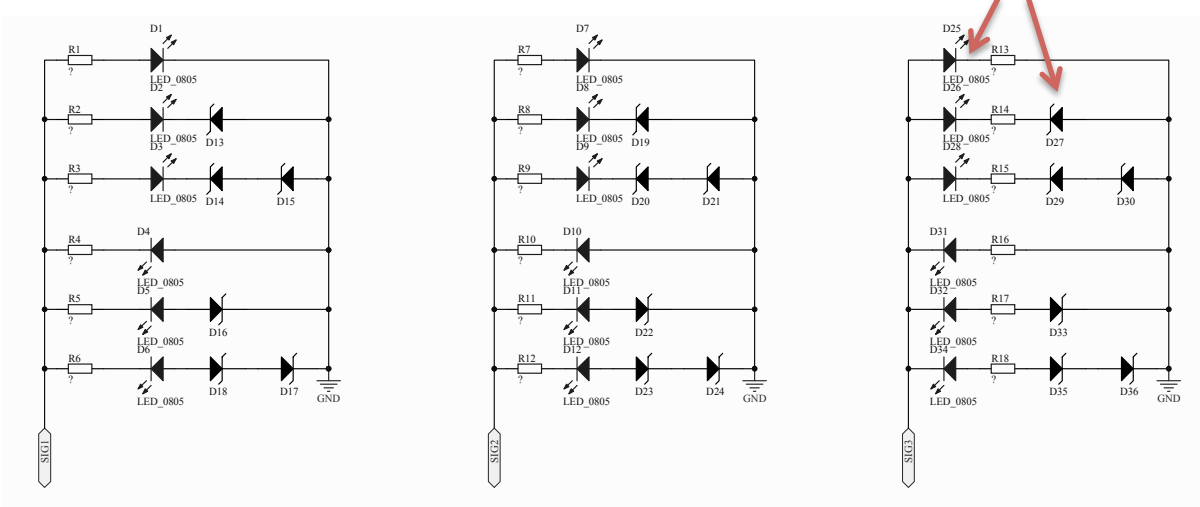 D1
R1
?
LED_0805
D2
R2
?
LED_0805
D13
D3
R3
?
LED_0805
D14
D15
D4
R4
?
LED_0805
D5
R5
?
LED_0805
D16
D6
R6
?
LED_0805
D18
D17
GND
SIG1
D7
R7
?
LED_0805
D8
R8
?
LED_0805
D19
D9
R9
?
LED_0805
D20
D21
D10
R10
?
LED_0805
D11
R11
?
LED_0805
D22
D12
R12
?
LED_0805
D23
D24
GND
SIG2
D25
R13
?
LED_0805
D26
R14
?
LED_0805
D27
D28
R15
?
LED_0805
D29
D30
D31
R16
?
LED_0805
D32
R17
?
LED_0805
D33
D34
R18
?
LED_0805
D35
D36
GND
SIG3